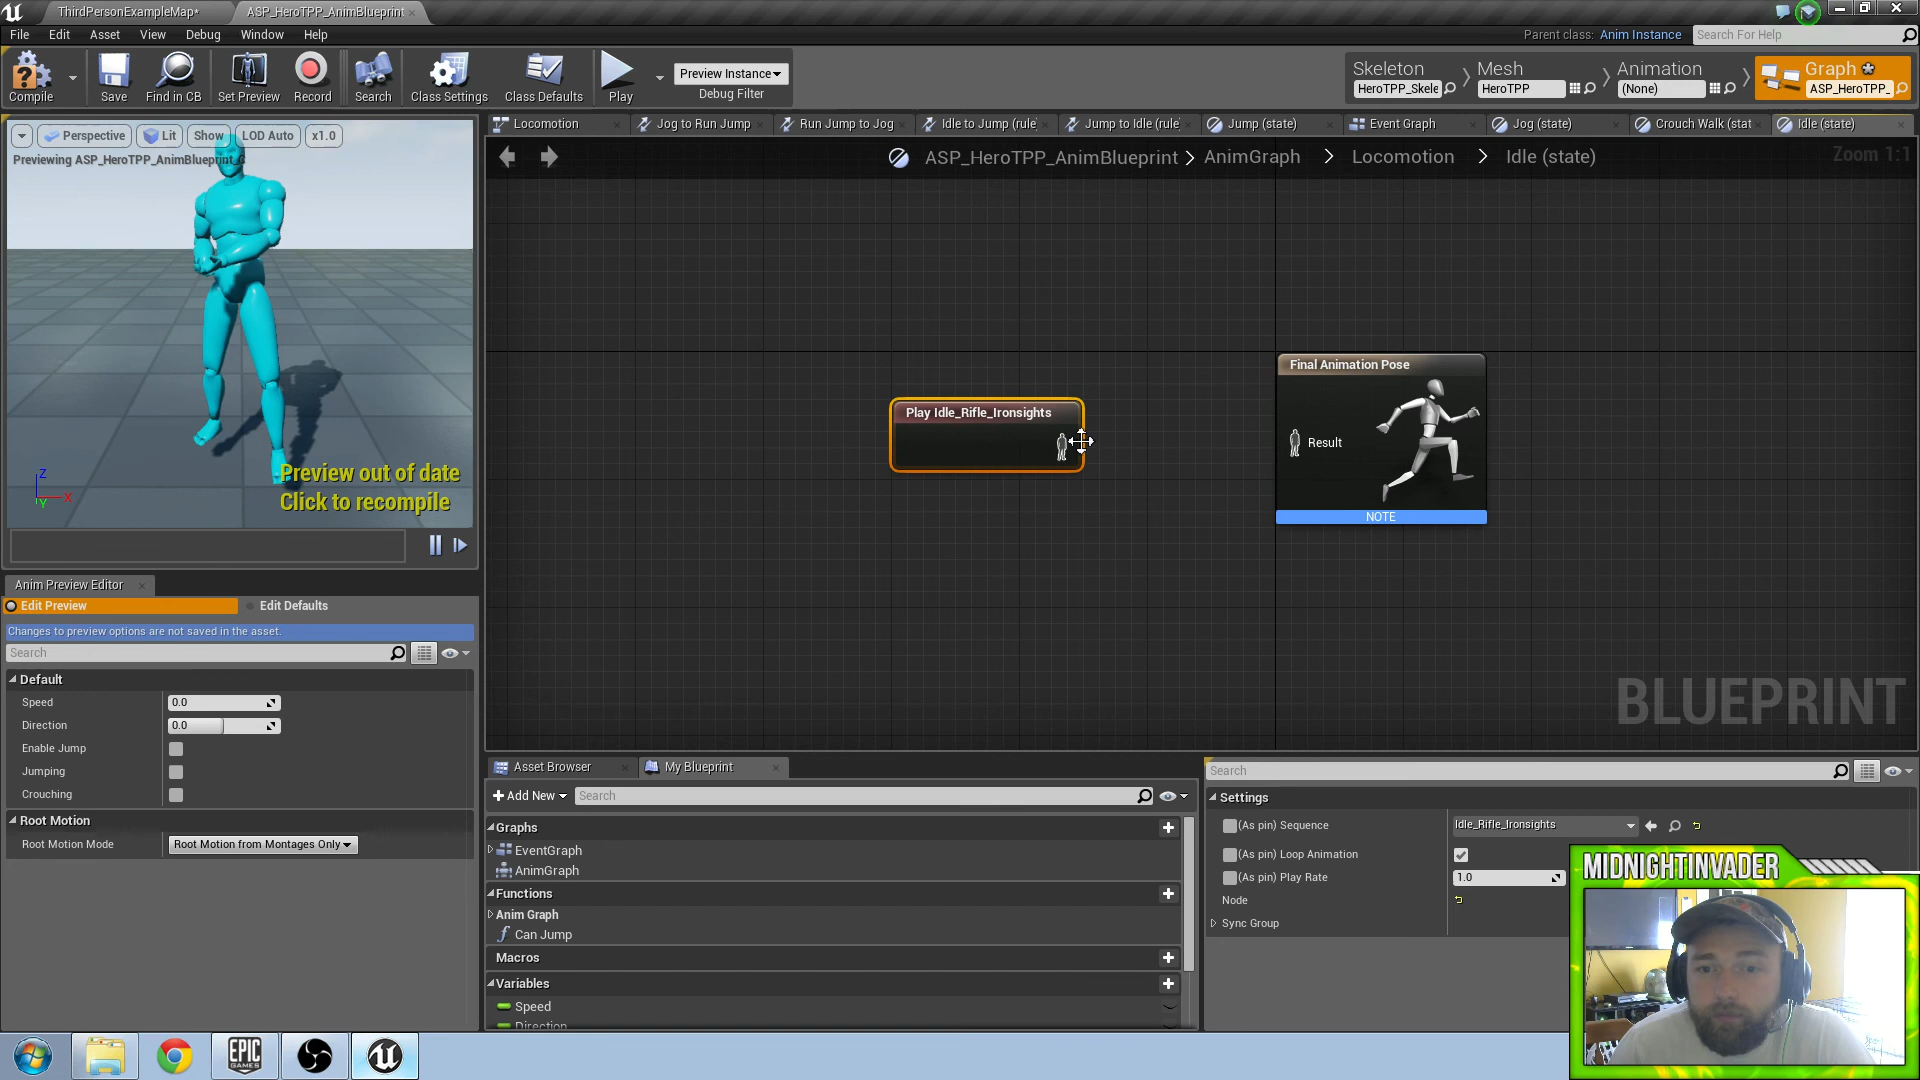 ThirdPersonExampleMap*
ASP_HeroTPP_AnimBlueprint
File Edit Asset View Debug Window Help
Parent class: Anim Instance
Search For Help
Compile
Save
Find in CB
Set Preview
Record
Search
Class Settings
Class Defaults
Play
Preview Instance
Debug Filter
Skeleton
HeroTPP_Skele
Mesh
HeroTPP
Animation
(None)
Graph
ASP_HeroTPP_
Perspective
Lit
Show
LOD Auto
x1.0
Previewing ASP_HeroTPP_AnimBlueprint_C
Z
X
Y
Preview out of date
Click to recompile
Locomotion
Jog to Run Jump
Run Jump to Jog
Idle to Jump (rule
Jump to Idle (rule
Jump (state)
Event Graph
Jog (state)
Crouch Walk (stat
Idle (state)
ASP_HeroTPP_AnimBlueprint > AnimGraph > Locomotion > Idle (state)
Zoom 1:1
Play Idle_Rifle_Ironsights
Final Animation Pose
Result
NOTE
BLUEPRINT
Anim Preview Editor
Edit Preview
Edit Defaults
Changes to preview options are not saved in the asset.
Search
Default
Speed 0.0
Direction 0.0
Enable Jump
Jumping
Crouching
Root Motion
Root Motion Mode Root Motion from Montages Only
Asset Browser
My Blueprint
Add New
Search
Graphs
EventGraph
AnimGraph
Functions
Anim Graph
Can Jump
Macros
Variables
Speed
Direction
Search
Settings
(As pin) Sequence Idle_Rifle_Ironsights
(As pin) Loop Animation
(As pin) Play Rate 1.0
Node
Sync Group
MIDNIGHTINVADER
EPIC
GAMES